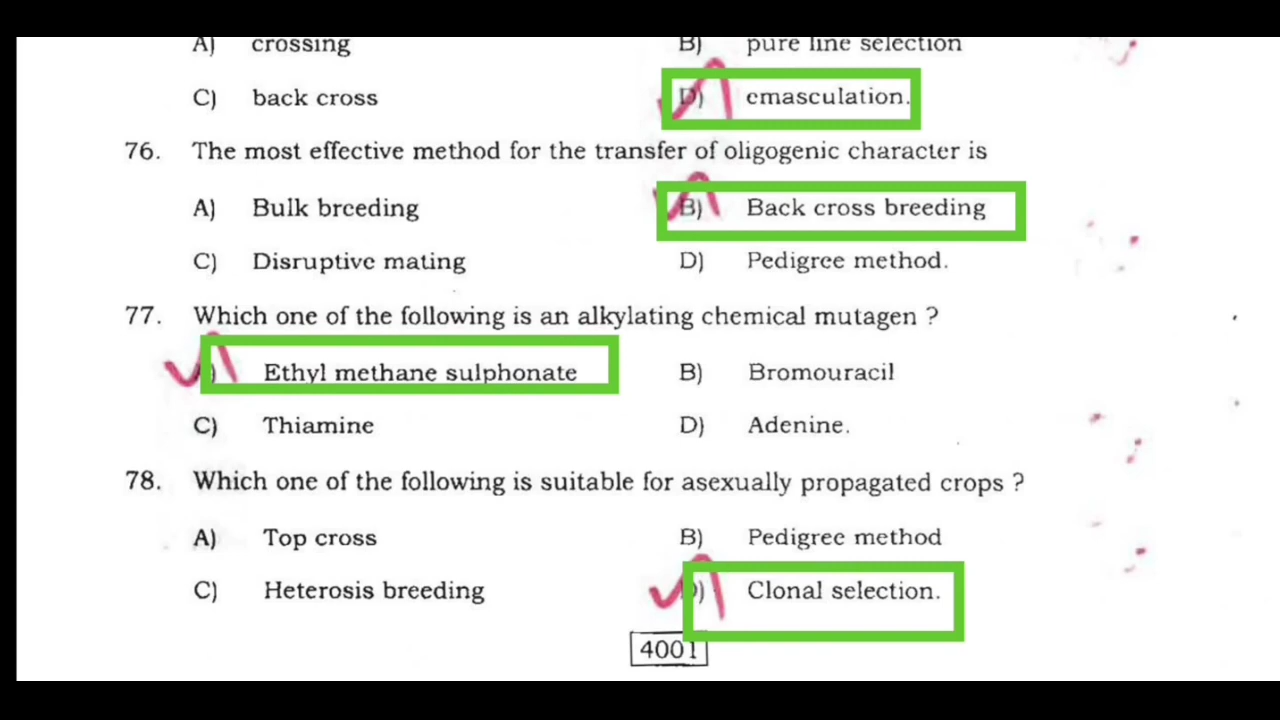 A) crossing B) pure line selection
C) back cross D) emasculation.
76. The most effective method for the transfer of oligogenic character is
A) Bulk breeding B) Back cross breeding
C) Disruptive mating D) Pedigree method.
77. Which one of the following is an alkylating chemical mutagen ?
A) Ethyl methane sulphonate B) Bromouracil
C) Thiamine D) Adenine.
78. Which one of the following is suitable for asexually propagated crops ?
A) Top cross B) Pedigree method
C) Heterosis breeding D) Clonal selection.
4001